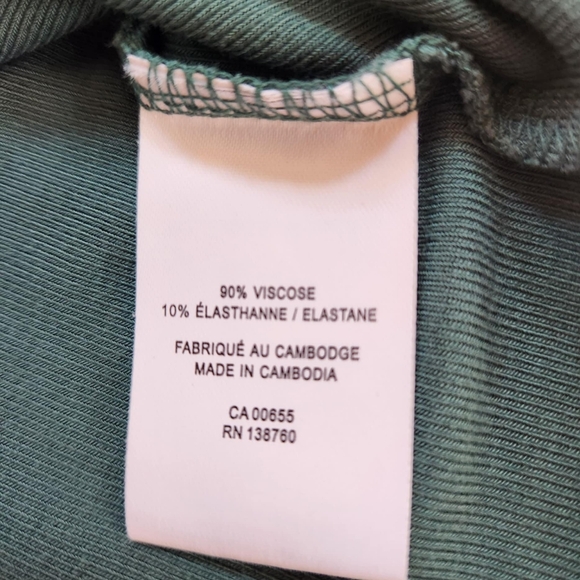 90% VISCOSE
10% ÉLASTHANNE / ELASTANE
FABRIQUÉ AU CAMBODGE
MADE IN CAMBODIA
CA 00655
RN 138760